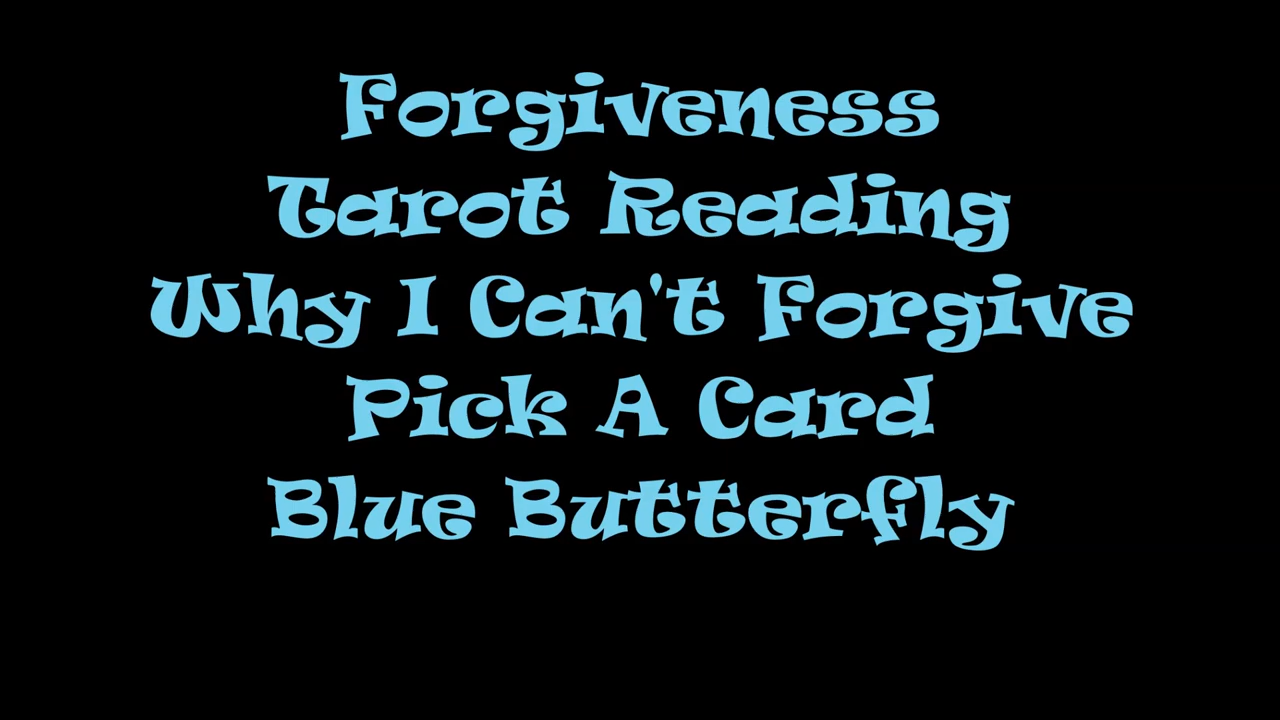 Forgiveness
Tarot Reading
Why I Can't Forgive
Pick A Card
Blue Butterfly